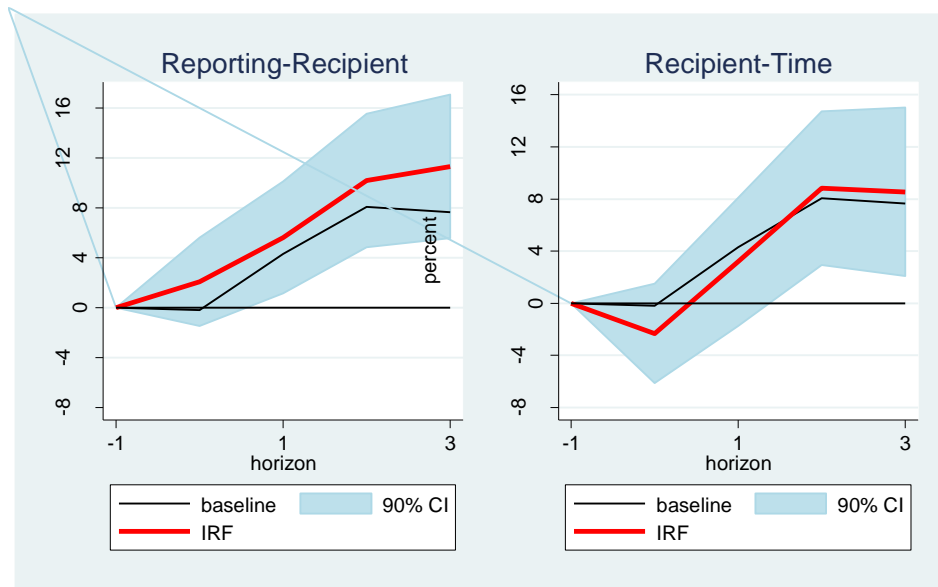 Reporting-Recipient
16
12
8
4
0
-4
-8
-1
1
3
horizon
baseline
90% CI
IRF
Recipient-Time
percent
16
12
8
4
0
-4
-8
-1
1
3
horizon
baseline
90% CI
IRF